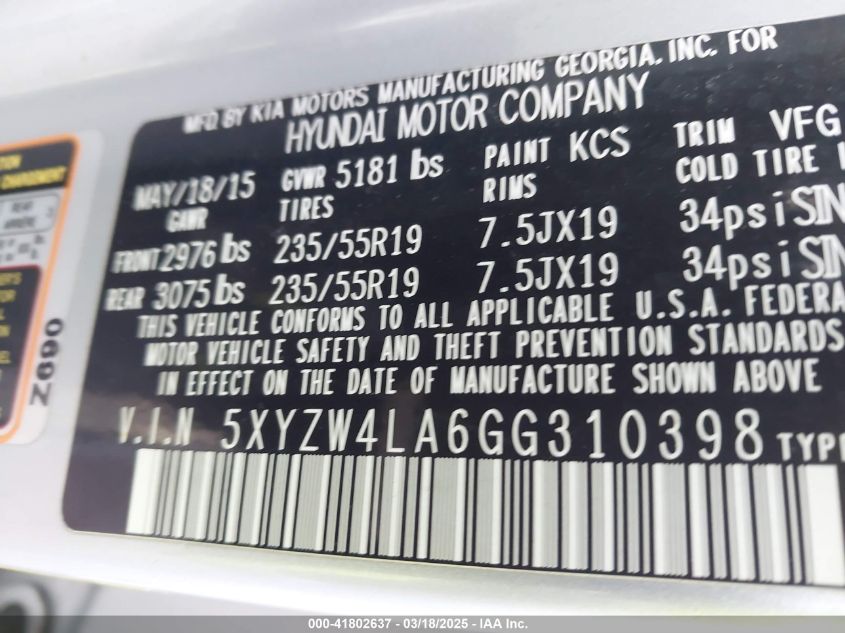 MFD BY KIA MOTORS MANUFACTURING GEORGIA. INC. FOR
HYUNDAI MOTOR COMPANY
MAY/18/15 GVWR 5181 lbs PAINT KCS TRIM VFG
GAWR TIRES RIMS COLD TIRE
FRONT 2976 lbs 235/55R19 7.5JX19 34psi SIN
REAR 3075 lbs 235/55R19 7.5JX19 34psi SIN
THIS VEHICLE CONFORMS TO ALL APPLICABLE U.S.A. FEDERA
MOTOR VEHICLE SAFETY AND THEFT PREVENTION STANDARDS
IN EFFECT ON THE DATE OF MANUFACTURE SHOWN ABOVE
V.I.N 5XYZW4LA6GG310398 TYPE
REAR
Z690
000-41802637 - 03/18/2025 - IAA Inc.